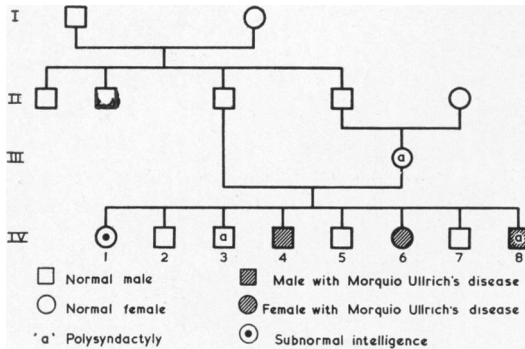 I
II
a
III
a
a
IV
1 2 3 4 5 6 7 8
Normal male
Male with Morquio Ullrich's disease
Normal female
Female with Morquio Ullrich's disease
'a' Polysyndactyly
Subnormal intelligence